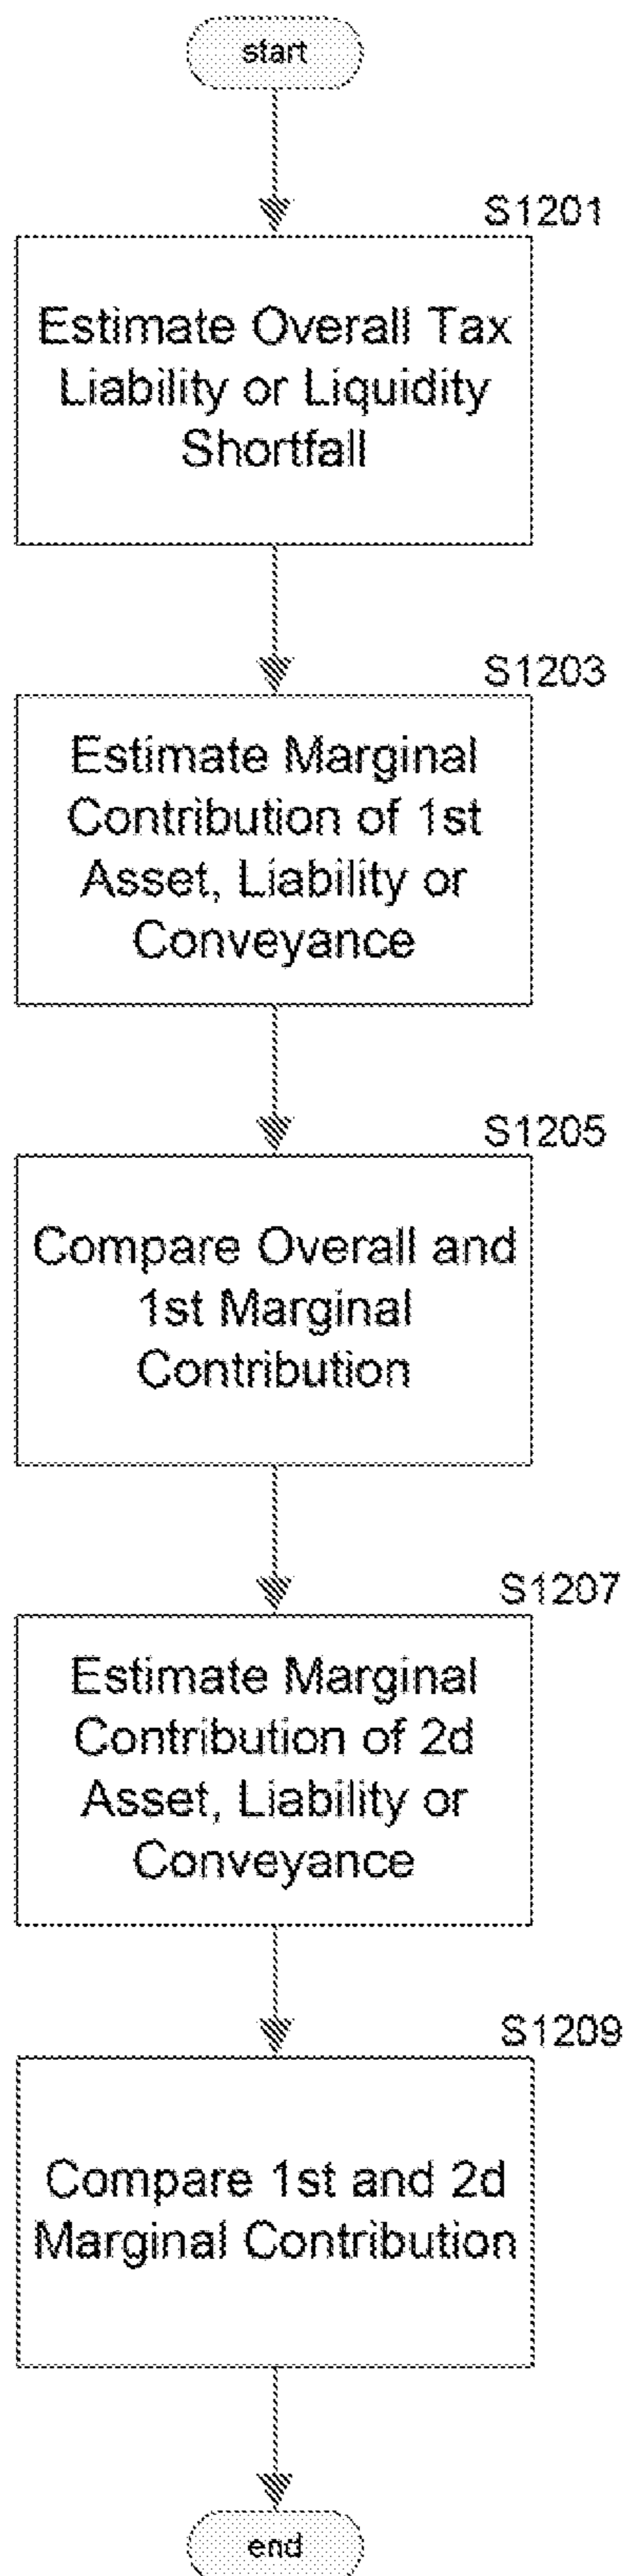 start
S1201
Estimate Overall Tax
Liability or Liquidity
Shortfall
S1203
Estimate Marginal
Contribution of 1st
Asset, Liability or
Conveyance
S1205
Compare Overall and
1st Marginal
Contribution
S1207
Estimate Marginal
Contribution of 2d
Asset, Liability or
Conveyance
S1209
Compare 1st and 2d
Marginal Contribution
end